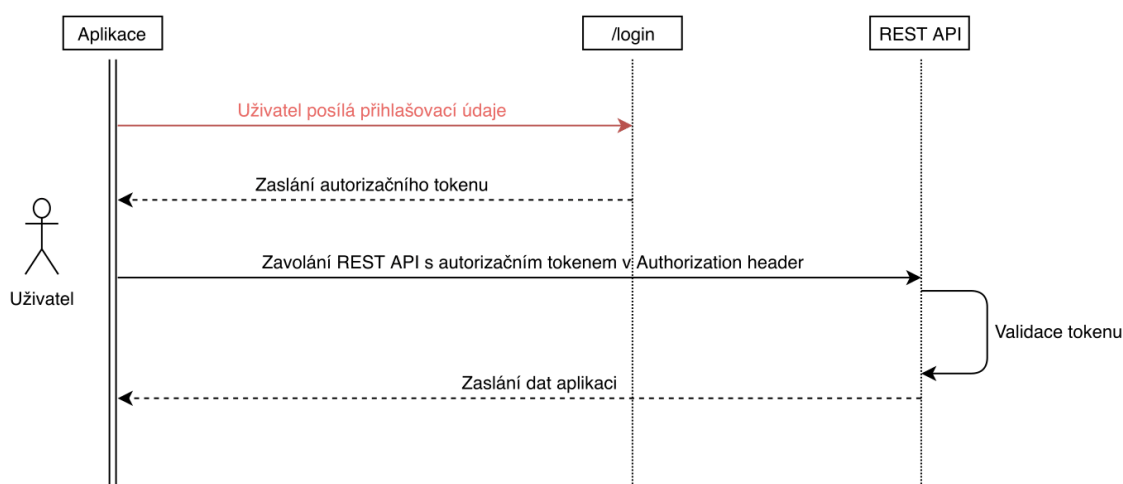 Aplikace
/login
REST API
Uživatel posílá přihlašovací údaje
Zaslání autorizačního tokenu
Zavolání REST API s autorizačním tokenem v Authorization header
Uživatel
Validace tokenu
Zaslání dat aplikaci